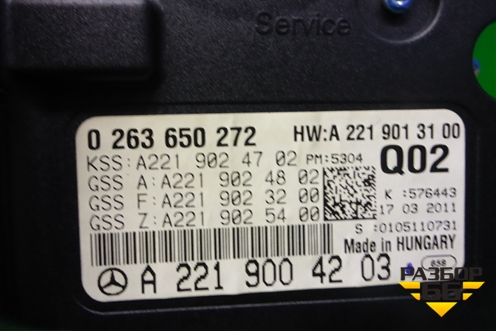 Service
0 263 650 272 HW:A 221 901 31 00
KSS:A221 902 47 02 PM:5304 Q02
GSS A:A221 902 48 02
GSS F:A221 902 32 00 K :576443
GSS Z:A221 902 54 00 17 03 2011
S :0105110731
Made in HUNGARY
A 221 900 42 03 658
РАЗБОР
66